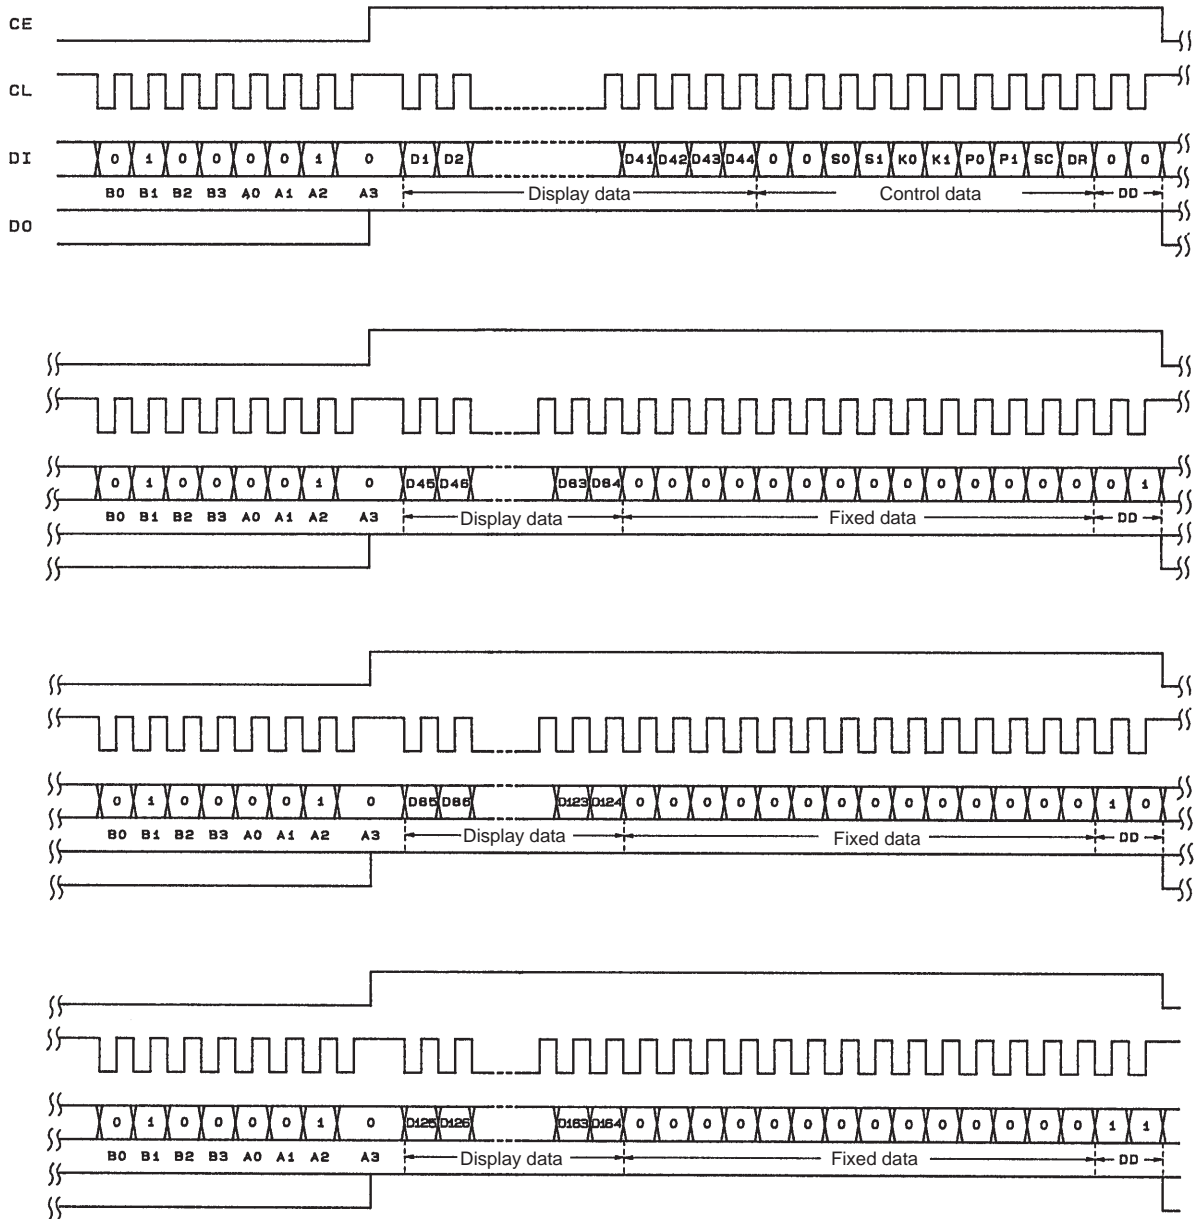 CE
CL
DI 0 1 0 0 0 0 1 0 D1 D2 D41 D42 D43 D44 0 0 S0 S1 K0 K1 P0 P1 SC DR 0 0
B0 B1 B2 B3 A0 A1 A2 A3 Display data Control data DD
DO
0 1 0 0 0 0 1 0 D45 D46 D83 D84 0 0 0 0 0 0 0 0 0 0 0 0 0 0 0 1
B0 B1 B2 B3 A0 A1 A2 A3 Display data Fixed data DD
0 1 0 0 0 0 1 0 D85 D86 D123 D124 0 0 0 0 0 0 0 0 0 0 0 0 0 0 1 0
B0 B1 B2 B3 A0 A1 A2 A3 Display data Fixed data DD
0 1 0 0 0 0 1 0 D125 D126 D163 D164 0 0 0 0 0 0 0 0 0 0 0 0 0 0 1 1
B0 B1 B2 B3 A0 A1 A2 A3 Display data Fixed data DD